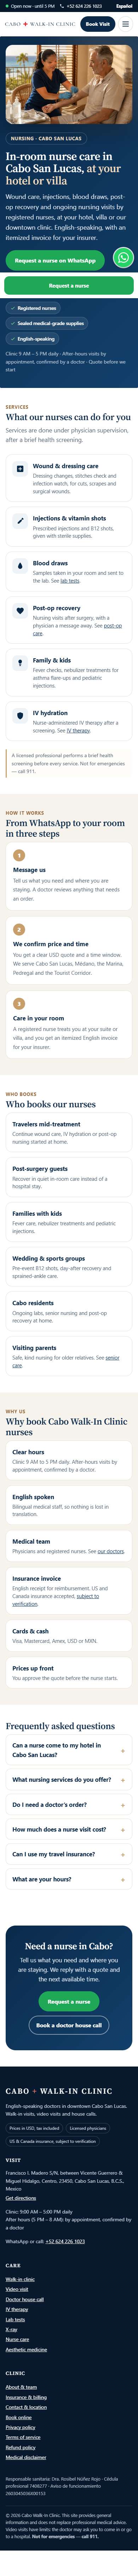 Open now · until 5 PM +52 624 226 1023 Español
CABO + WALK-IN CLINIC Book Visit
NURSING · CABO SAN LUCAS
In-room nurse care in
Cabo San Lucas, at your
hotel or villa
Wound care, injections, blood draws, post-
op nursing and vitamin shots, delivered in
your hotel room, residence, villa or at our
downtown clinic. English-speaking, with an
itemized invoice for your insurer.
Request a nurse on WhatsApp
Request a nurse
✓ Registered nurses
✓ Sealed medical-grade supplies
✓ English-speaking
Clinic 9 AM – 5 PM daily · After-hours visits by
appointment, confirmed by a doctor · Quote before we
start
SERVICES
What our nurses can do for you
Services are done under physician supervision,
after a brief health screening.
Wound & dressing care
Dressing changes, stitches check and
infection watch, for cuts, scrapes and
surgical wounds.
Injections & vitamin shots
Prescribed injections and B12 shots,
given with sterile supplies.
Blood draws
Samples taken in your room and sent to
the lab. See lab tests.
Post-op recovery
Nursing visits after surgery, with a
physician a message away. See post-op
care.
Family & kids
Fever checks, nebulizer treatments for
asthma flare-ups and pediatric
injections.
IV hydration
Nurse-administered IV therapy after a
screening. See IV therapy.
A licensed professional performs a brief health
screening before every service. Not for emergencies
— call 911.
HOW IT WORKS
From WhatsApp to your room
in three steps
1
Message us
Tell us what you need and where you are
staying. A doctor reviews anything that needs
an order.
2
We confirm price and time
You get a clear USD quote and a time window.
We serve Cabo San Lucas, Médano, the Marina,
Pedregal and the Tourist Corridor.
3
Care in your room
A registered nurse treats you at your suite or
villa, and you get an itemized English invoice
for your insurer.
WHO BOOKS
Who books our nurses
Travelers mid-treatment
Continue wound care, IV hydration or post-op
nursing started at home.
Post-surgery guests
Recover in quiet in-room care instead of a
hospital stay.
Families with kids
Fever care, nebulizer treatments and pediatric
injections.
Wedding & sports groups
Pre-event B12 shots, day-after recovery and
sprained-ankle care.
Cabo residents
Ongoing labs, senior nursing and post-op
recovery at home.
Visiting parents
Safe, kind nursing for older relatives. See senior
care.
WHY US
Why book Cabo Walk-In Clinic
nurses
Clear hours
Clinic 9 AM to 5 PM daily. After-hours visits by
appointment, confirmed by a doctor.
English spoken
Bilingual medical staff, so nothing is lost in
translation.
Medical team
Physicians and registered nurses. See our doctors.
Insurance invoice
English receipt for reimbursement. US and
Canada insurance accepted, subject to
verification.
Cards & cash
Visa, Mastercard, Amex, USD or MXN.
Prices up front
You approve the quote before the nurse starts.
Frequently asked questions
Can a nurse come to my hotel in
Cabo San Lucas? +
What nursing services do you offer? +
Do I need a doctor's order? +
How much does a nurse visit cost? +
Can I use my travel insurance? +
What are your hours? +
Need a nurse in Cabo?
Tell us what you need and where you
are staying. We reply with a quote and
the next available time.
Request a nurse
Book a doctor house call
CABO + WALK-IN CLINIC
English-speaking doctors in downtown Cabo San Lucas.
Walk-in visits, video visits and house calls.
Prices in USD, tax included Licensed physicians
US & Canada insurance, subject to verification
VISIT
Francisco I. Madero S/N, between Vicente Guerrero &
Miguel Hidalgo, Centro, 23450, Cabo San Lucas, B.C.S.,
Mexico
Get directions
Clinic: 9:00 AM – 5:00 PM daily
After hours (5 PM – 8 AM): by appointment, confirmed by
a doctor
WhatsApp or call: +52 624 226 1023
CARE
Walk-in clinic
Video visit
Doctor house call
IV therapy
Lab tests
X-ray
Nurse care
Aesthetic medicine
CLINIC
About & team
Insurance & billing
Contact & location
Book online
Privacy policy
Terms of service
Refund policy
Medical disclaimer
© 2026 Cabo Walk-In Clinic. This site provides general
information and does not replace professional medical advice.
Video visits have limits: the doctor may ask you to come in or go
to a hospital. Not for emergencies — call 911.